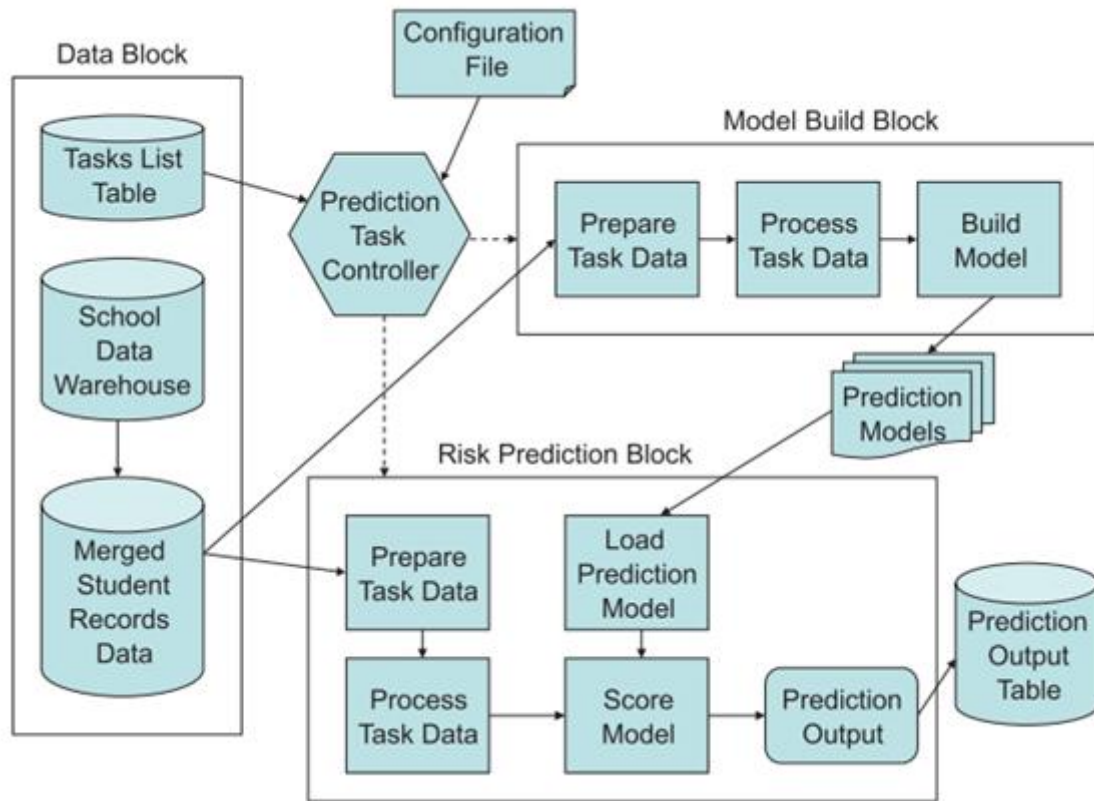 Data Block
Tasks List
Table
School
Data
Warehouse
Merged
Student
Records
Data
Configuration
File
Prediction
Task
Controller
Model Build Block
Prepare
Task Data
Process
Task Data
Build
Model
Prediction
Models
Risk Prediction Block
Prepare
Task Data
Load
Prediction
Model
Process
Task Data
Score
Model
Prediction
Output
Prediction
Output
Table